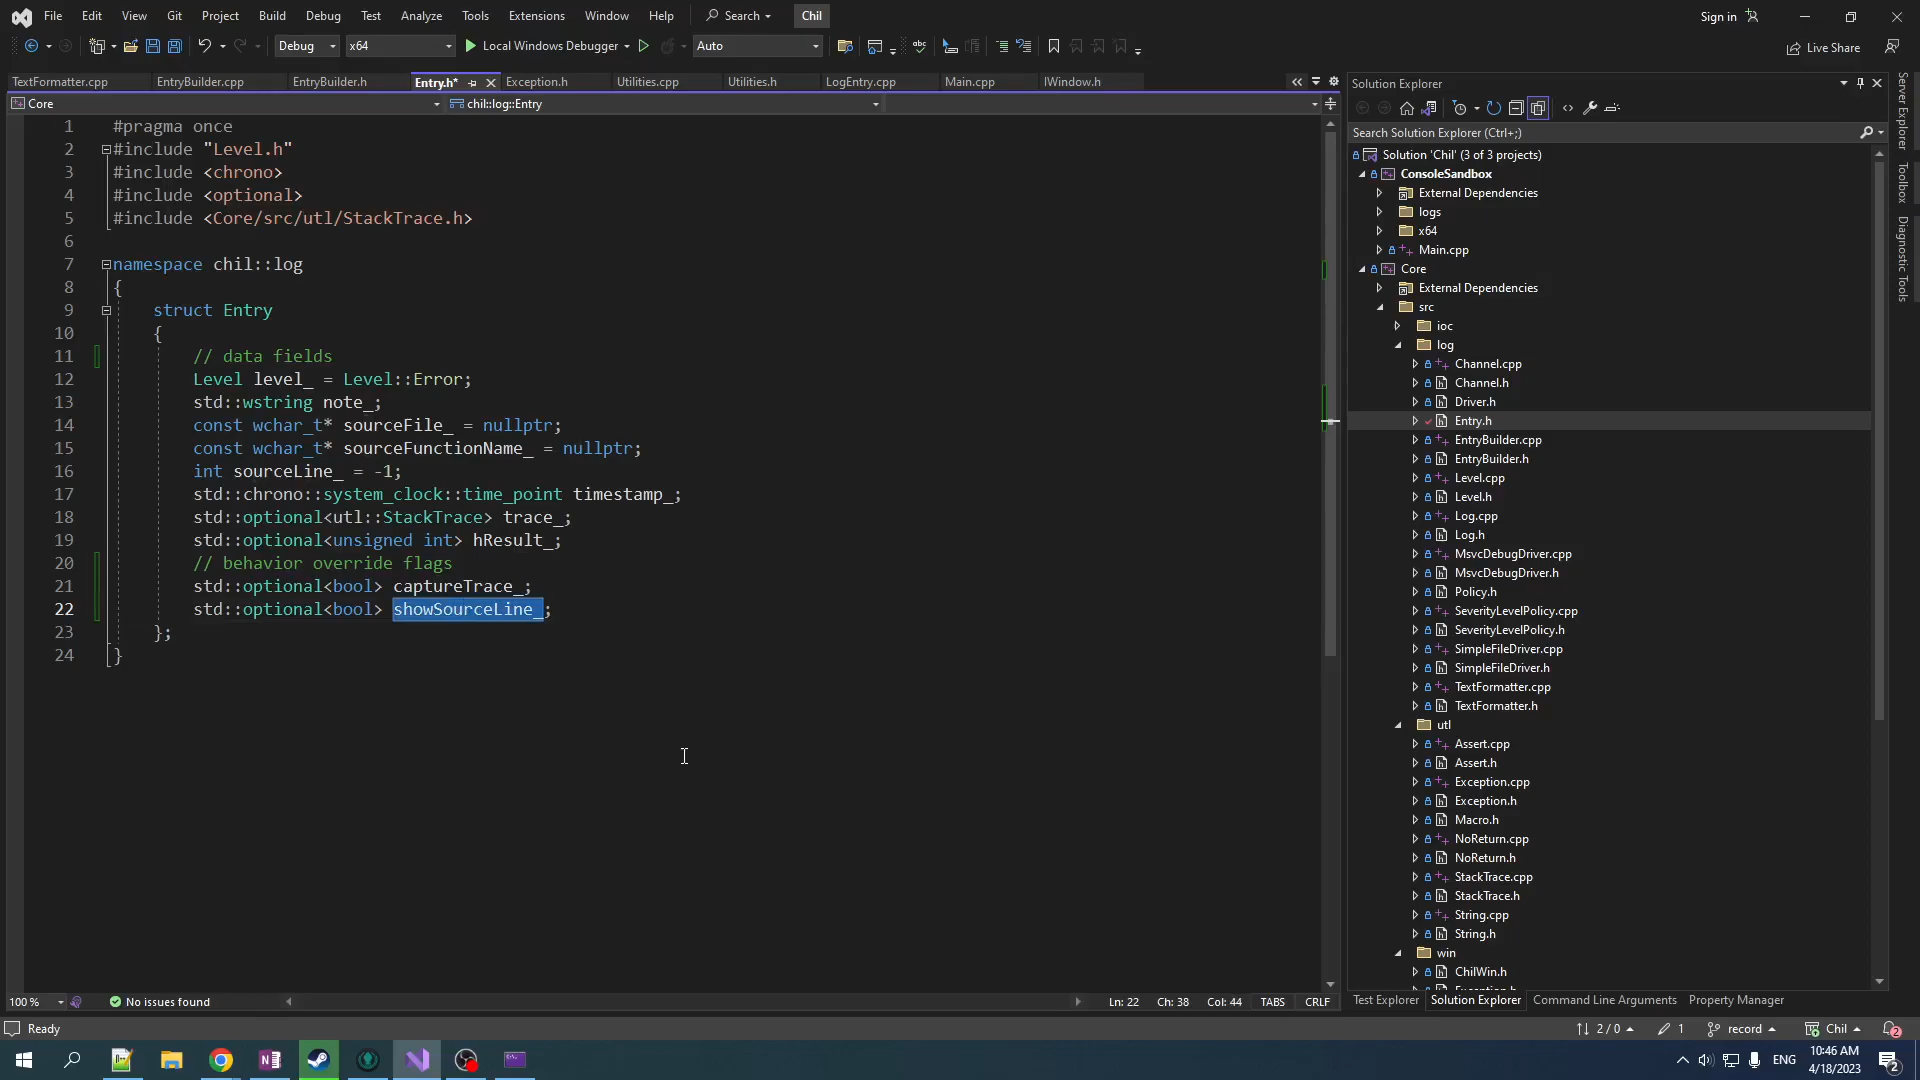 File Edit View Git Project Build Debug Test Analyze Tools Extensions Window Help Search Chil Sign in
Debug x64 Local Windows Debugger Auto Live Share
TextFormatter.cpp EntryBuilder.cpp EntryBuilder.h Entry.h* Exception.h Utilities.cpp Utilities.h LogEntry.cpp Main.cpp IWindow.h
Core chil::log::Entry
1 #pragma once
2 #include "Level.h"
3 #include <chrono>
4 #include <optional>
5 #include <Core/src/utl/StackTrace.h>
6
7 namespace chil::log
8 {
9 struct Entry
10 {
11 // data fields
12 Level level_ = Level::Error;
13 std::wstring note_;
14 const wchar_t* sourceFile_ = nullptr;
15 const wchar_t* sourceFunctionName_ = nullptr;
16 int sourceLine_ = -1;
17 std::chrono::system_clock::time_point timestamp_;
18 std::optional<utl::StackTrace> trace_;
19 std::optional<unsigned int> hResult_;
20 // behavior override flags
21 std::optional<bool> captureTrace_;
22 std::optional<bool> showSourceLine_;
23 };
24 }
100 % No issues found Ln: 22 Ch: 38 Col: 44 TABS CRLF
Solution Explorer
Search Solution Explorer (Ctrl+;)
Solution 'Chil' (3 of 3 projects)
ConsoleSandbox
External Dependencies
logs
x64
Main.cpp
Core
External Dependencies
src
ioc
log
Channel.cpp
Channel.h
Driver.h
Entry.h
EntryBuilder.cpp
EntryBuilder.h
Level.cpp
Level.h
Log.cpp
Log.h
MsvcDebugDriver.cpp
MsvcDebugDriver.h
Policy.h
SeverityLevelPolicy.cpp
SeverityLevelPolicy.h
SimpleFileDriver.cpp
SimpleFileDriver.h
TextFormatter.cpp
TextFormatter.h
utl
Assert.cpp
Assert.h
Exception.cpp
Exception.h
Macro.h
NoReturn.cpp
NoReturn.h
StackTrace.cpp
StackTrace.h
String.cpp
String.h
win
ChilWin.h
Test Explorer Solution Explorer Command Line Arguments Property Manager
Server Explorer
Toolbox
Diagnostic Tools
Ready 2 / 0 1 record Chil 2
ENG 10:46 AM
4/18/2023 2